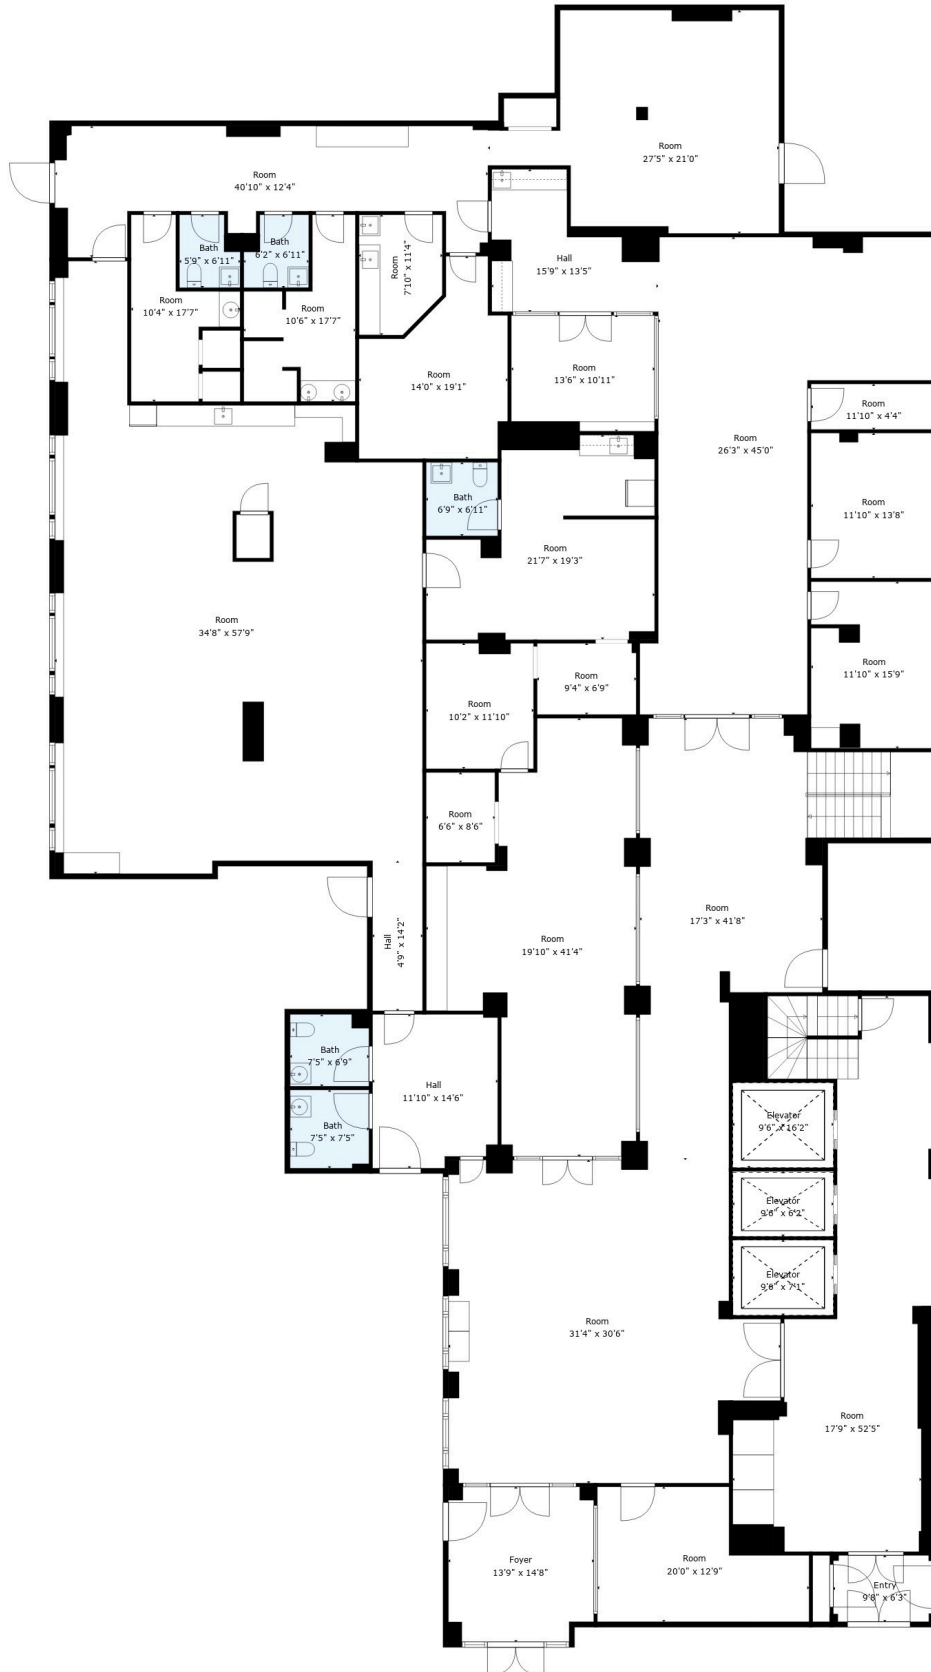 Room
27'5" x 21'0"
Room
40'10" x 12'4"
Bath
5'9" x 6'11"
Bath
6'2" x 6'11"
Room
7'10" x 11'4"
Hall
15'9" x 13'5"
Room
10'4" x 17'7"
Room
10'6" x 17'7"
Room
14'0" x 19'1"
Room
13'6" x 10'11"
Room
11'10" x 4'4"
Room
26'3" x 45'0"
Bath
6'9" x 6'11"
Room
11'10" x 13'8"
Room
21'7" x 19'3"
Room
34'8" x 57'9"
Room
11'10" x 15'9"
Room
9'4" x 6'9"
Room
10'2" x 11'10"
Room
6'6" x 8'6"
Room
17'3" x 41'8"
Hall
4'9" x 14'2"
Room
19'10" x 41'4"
Bath
7'5" x 6'9"
Hall
11'10" x 14'6"
Bath
7'5" x 7'5"
Elevator
9'6" x 16'2"
Elevator
9'6" x 6'2"
Elevator
9'6" x 7'1"
Room
31'4" x 30'6"
Room
17'9" x 52'5"
Foyer
13'9" x 14'8"
Room
20'0" x 12'9"
Entry
9'8" x 6'3"